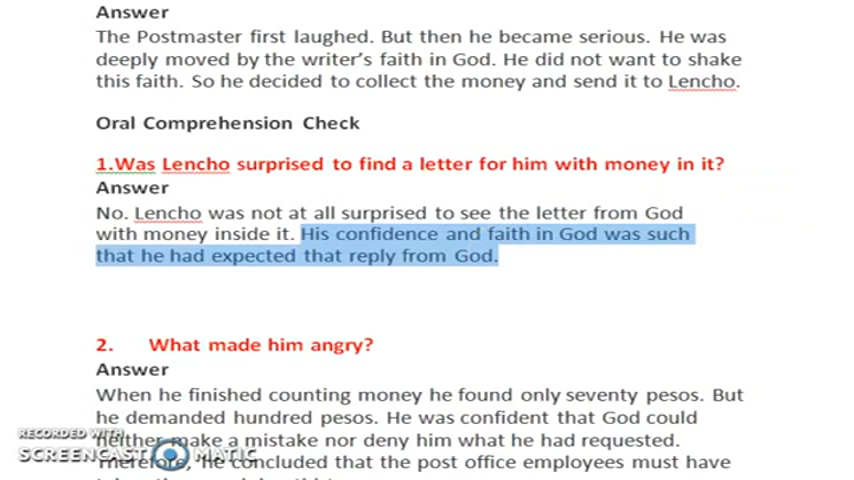 Answer
The Postmaster first laughed. But then he became serious. He was
deeply moved by the writer's faith in God. He did not want to shake
this faith. So he decided to collect the money and send it to Lencho.
Oral Comprehension Check
1.Was Lencho surprised to find a letter for him with money in it?
Answer
No. Lencho was not at all surprised to see the letter from God
with money inside it. His confidence and faith in God was such
that he had expected that reply from God.
2. What made him angry?
Answer
When he finished counting money he found only seventy pesos. But
he demanded hundred pesos. He was confident that God could
neither make a mistake nor deny him what he had requested.
Therefore, he concluded that the post office employees must have
RECORDED WITH
SCREENCAST MATIC